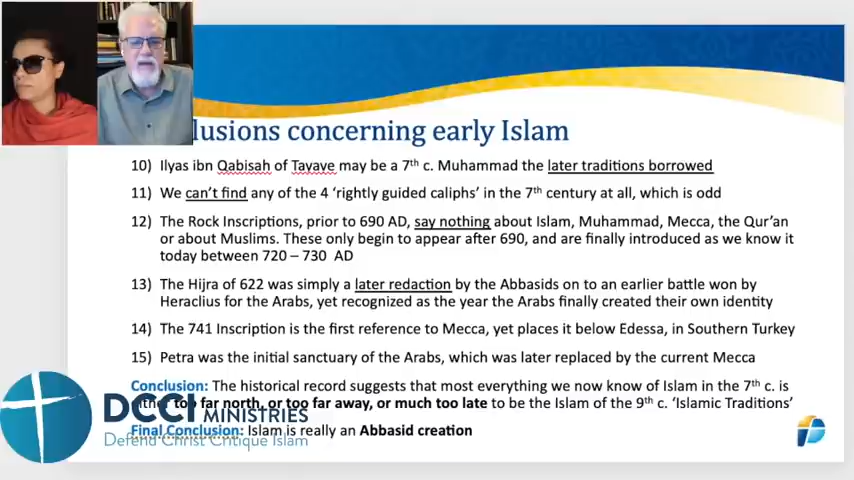 lusions concerning early Islam
10) Ilyas ibn Qabisah of Tayaye may be a 7th c. Muhammad the later traditions borrowed
11) We can't find any of the 4 'rightly guided caliphs' in the 7th century at all, which is odd
12) The Rock Inscriptions, prior to 690 AD, say nothing about Islam, Muhammad, Mecca, the Qur'an
or about Muslims. These only begin to appear after 690, and are finally introduced as we know it
today between 720 – 730 AD
13) The Hijra of 622 was simply a later redaction by the Abbasids on to an earlier battle won by
Heraclius for the Arabs, yet recognized as the year the Arabs finally created their own identity
14) The 741 Inscription is the first reference to Mecca, yet places it below Edessa, in Southern Turkey
15) Petra was the initial sanctuary of the Arabs, which was later replaced by the current Mecca
Conclusion: The historical record suggests that most everything we now know of Islam in the 7th c. is
too far north, or too far away, or much too late to be the Islam of the 9th c. 'Islamic Traditions'
Final Conclusion: Islam is really an Abbasid creation
DCCI MINISTRIES
Defend Christ Critique Islam